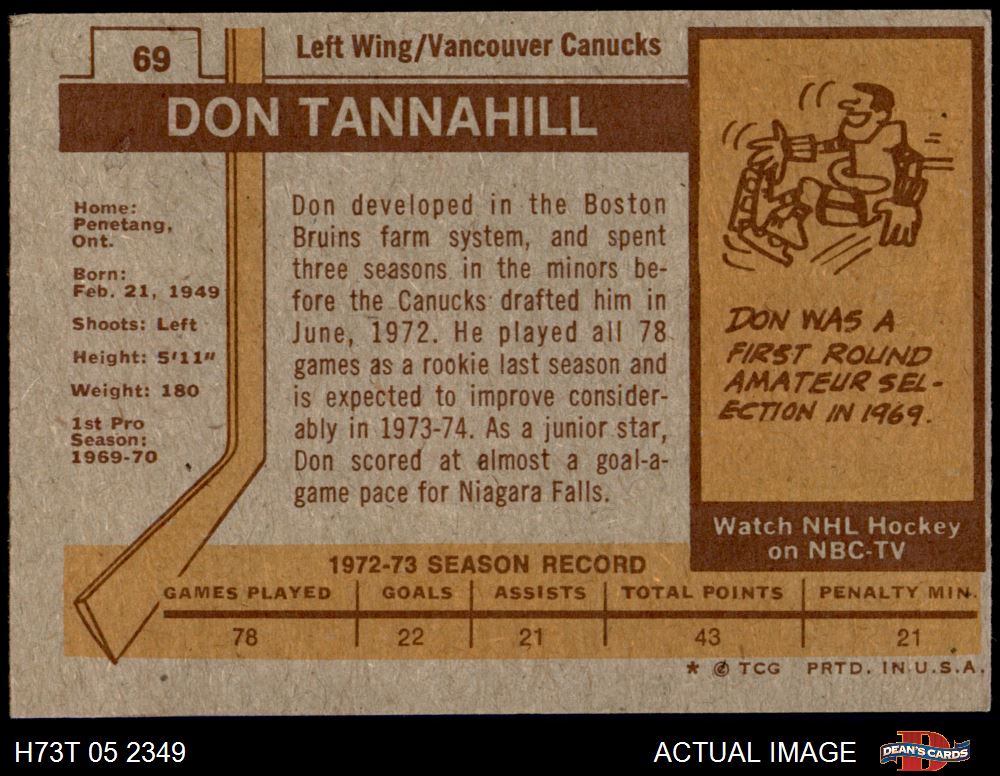 69
Left Wing/Vancouver Canucks
DON TANNAHILL
Home:
Penetang,
Ont.
Born:
Feb. 21, 1949
Shoots: Left
Height: 5'11"
Weight: 180
1st Pro
Season:
1969-70
Don developed in the Boston
Bruins farm system, and spent
three seasons in the minors be-
fore the Canucks drafted him in
June, 1972. He played all 78
games as a rookie last season and
is expected to improve consider-
ably in 1973-74. As a junior star,
Don scored at almost a goal-a-
game pace for Niagara Falls.
DON WAS A
FIRST ROUND
AMATEUR SEL-
ECTION IN 1969.
Watch NHL Hockey
on NBC-TV
1972-73 SEASON RECORD
GAMES PLAYED GOALS ASSISTS TOTAL POINTS PENALTY MIN.
78 22 21 43 21
* © TCG PRTD. IN U.S.A.
H73T 05 2349
ACTUAL IMAGE
DEAN'S CARDS